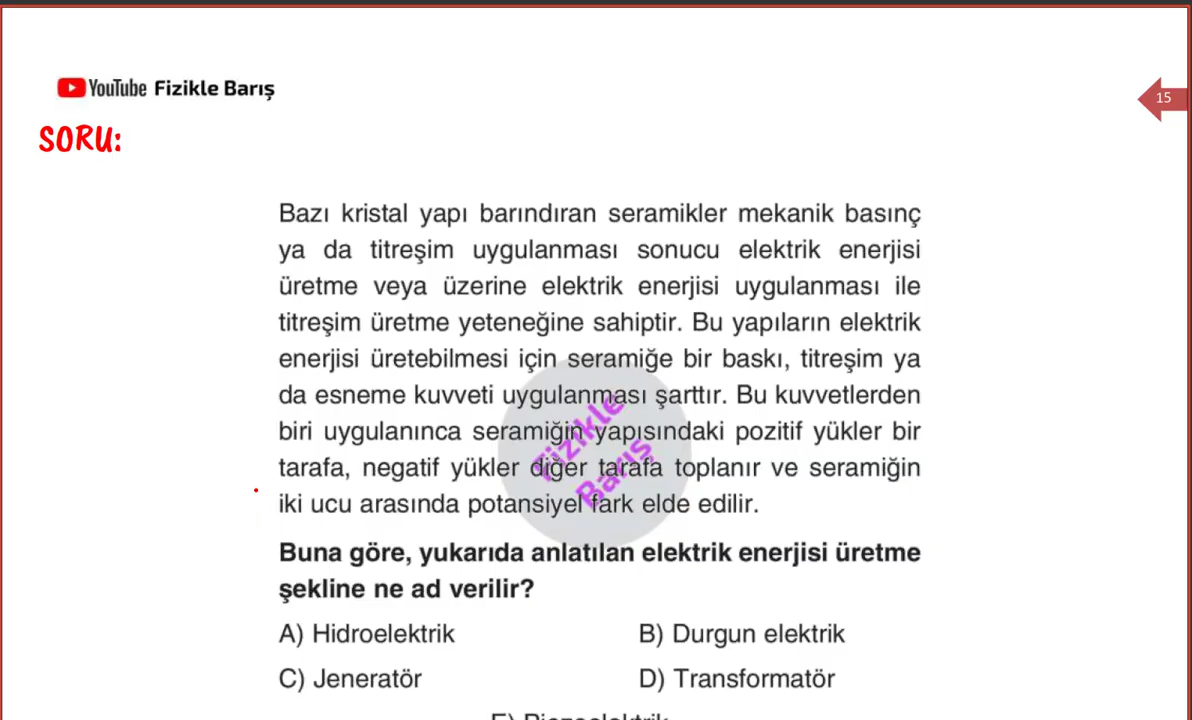 YouTube Fizikle Barış
15
SORU:
Bazı kristal yapı barındıran seramikler mekanik basınç
ya da titreşim uygulanması sonucu elektrik enerjisi
üretme veya üzerine elektrik enerjisi uygulanması ile
titreşim üretme yeteneğine sahiptir. Bu yapıların elektrik
enerjisi üretebilmesi için seramiğe bir baskı, titreşim ya
da esneme kuvveti uygulanması şarttır. Bu kuvvetlerden
biri uygulanınca seramiğin yapısındaki pozitif yükler bir
tarafa, negatif yükler diğer tarafa toplanır ve seramiğin
iki ucu arasında potansiyel fark elde edilir.
Fizikle
Barış
Buna göre, yukarıda anlatılan elektrik enerjisi üretme
şekline ne ad verilir?
A) Hidroelektrik
B) Durgun elektrik
C) Jeneratör
D) Transformatör
E) Piezoelektrik